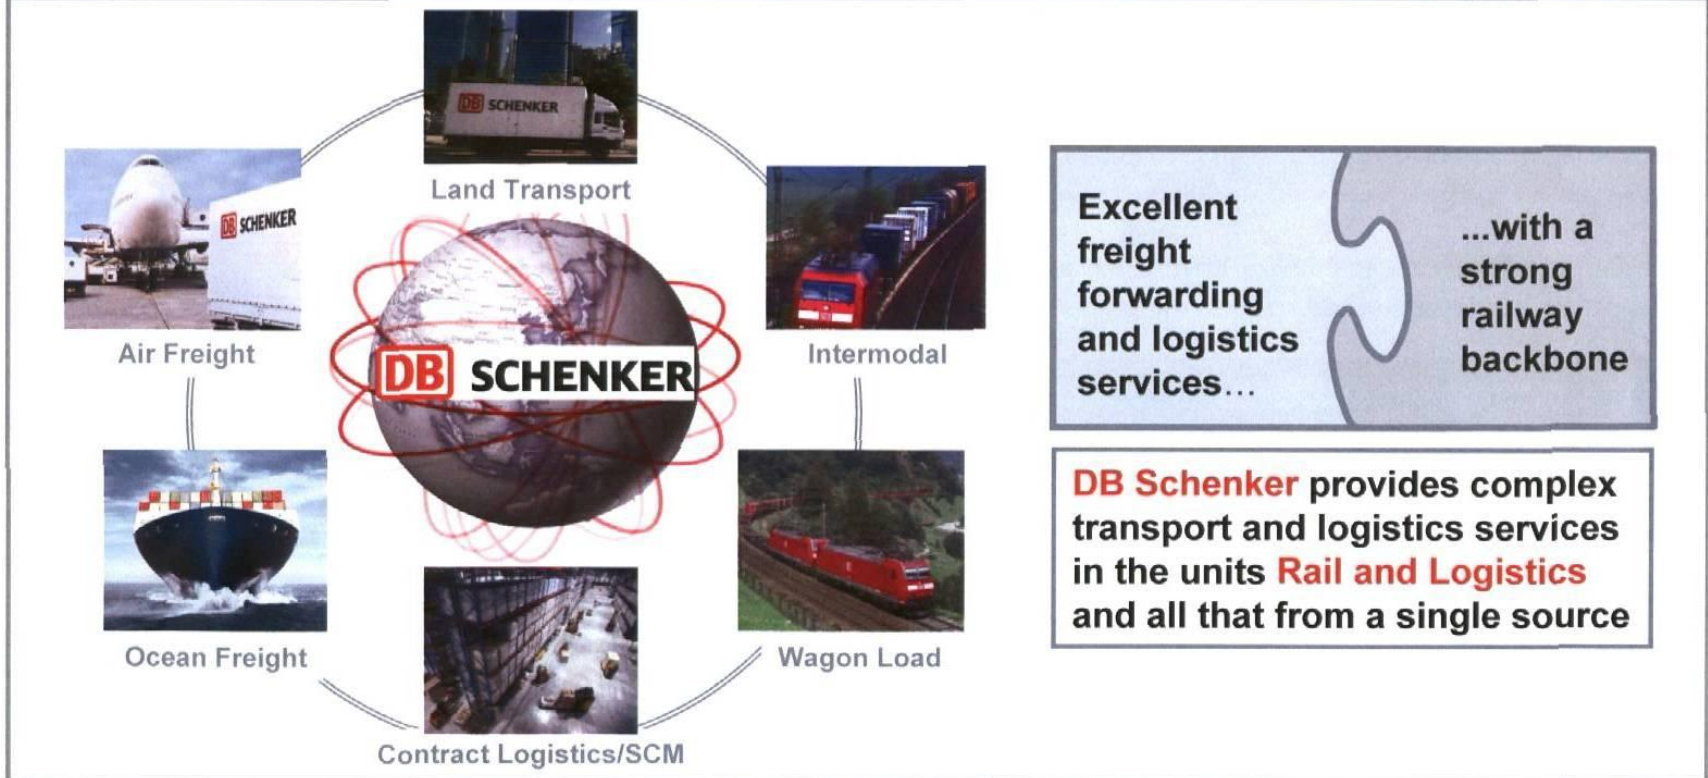 DB SCHENKER
Land Transport
DB SCHENKER
Air Freight
Intermodal
DB SCHENKER
Ocean Freight
Wagon Load
Contract Logistics/SCM
Excellent
freight
forwarding
and logistics
services...
...with a
strong
railway
backbone
DB Schenker provides complex
transport and logistics services
in the units Rail and Logistics
and all that from a single source